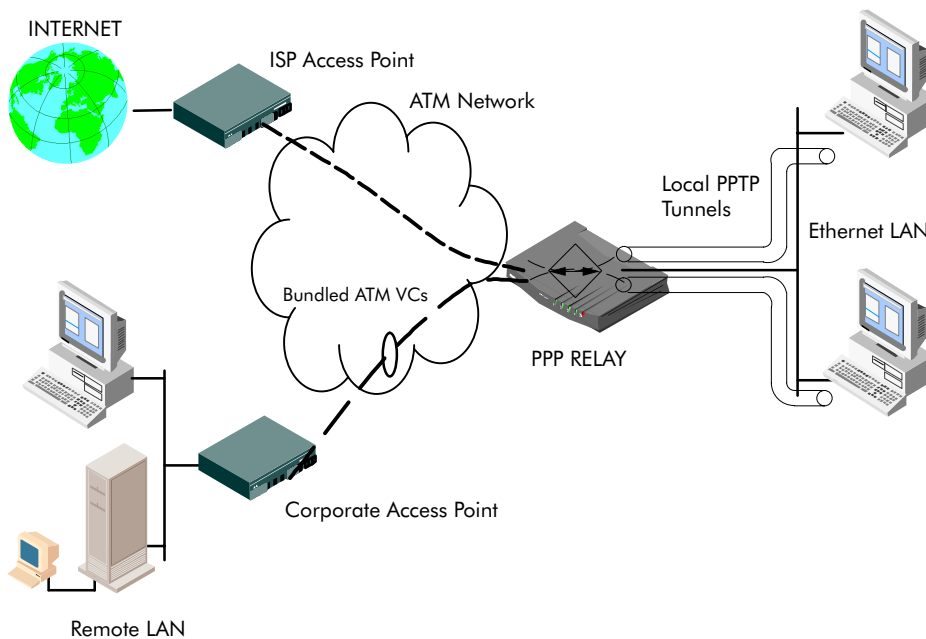 INTERNET
ISP Access Point
ATM Network
Local PPTP
Tunnels
Ethernet LAN
Bundled ATM VCs
PPP RELAY
Corporate Access Point
Remote LAN